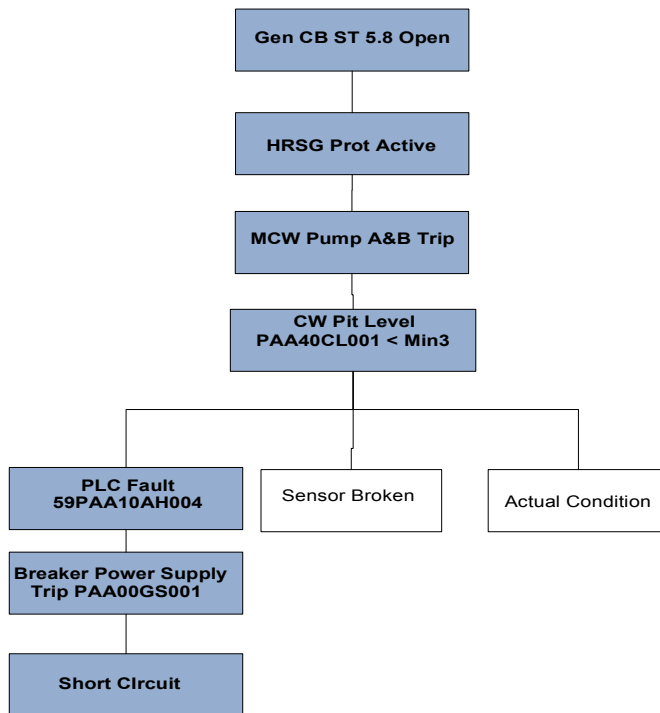 Gen CB ST 5.8 Open
HRSG Prot Active
MCW Pump A&B Trip
CW Pit Level
PAA40CL001 < Min3
PLC Fault
59PAA10AH004
Sensor Broken
Actual Condition
Breaker Power Supply
Trip PAA00GS001
Short CIrcuit